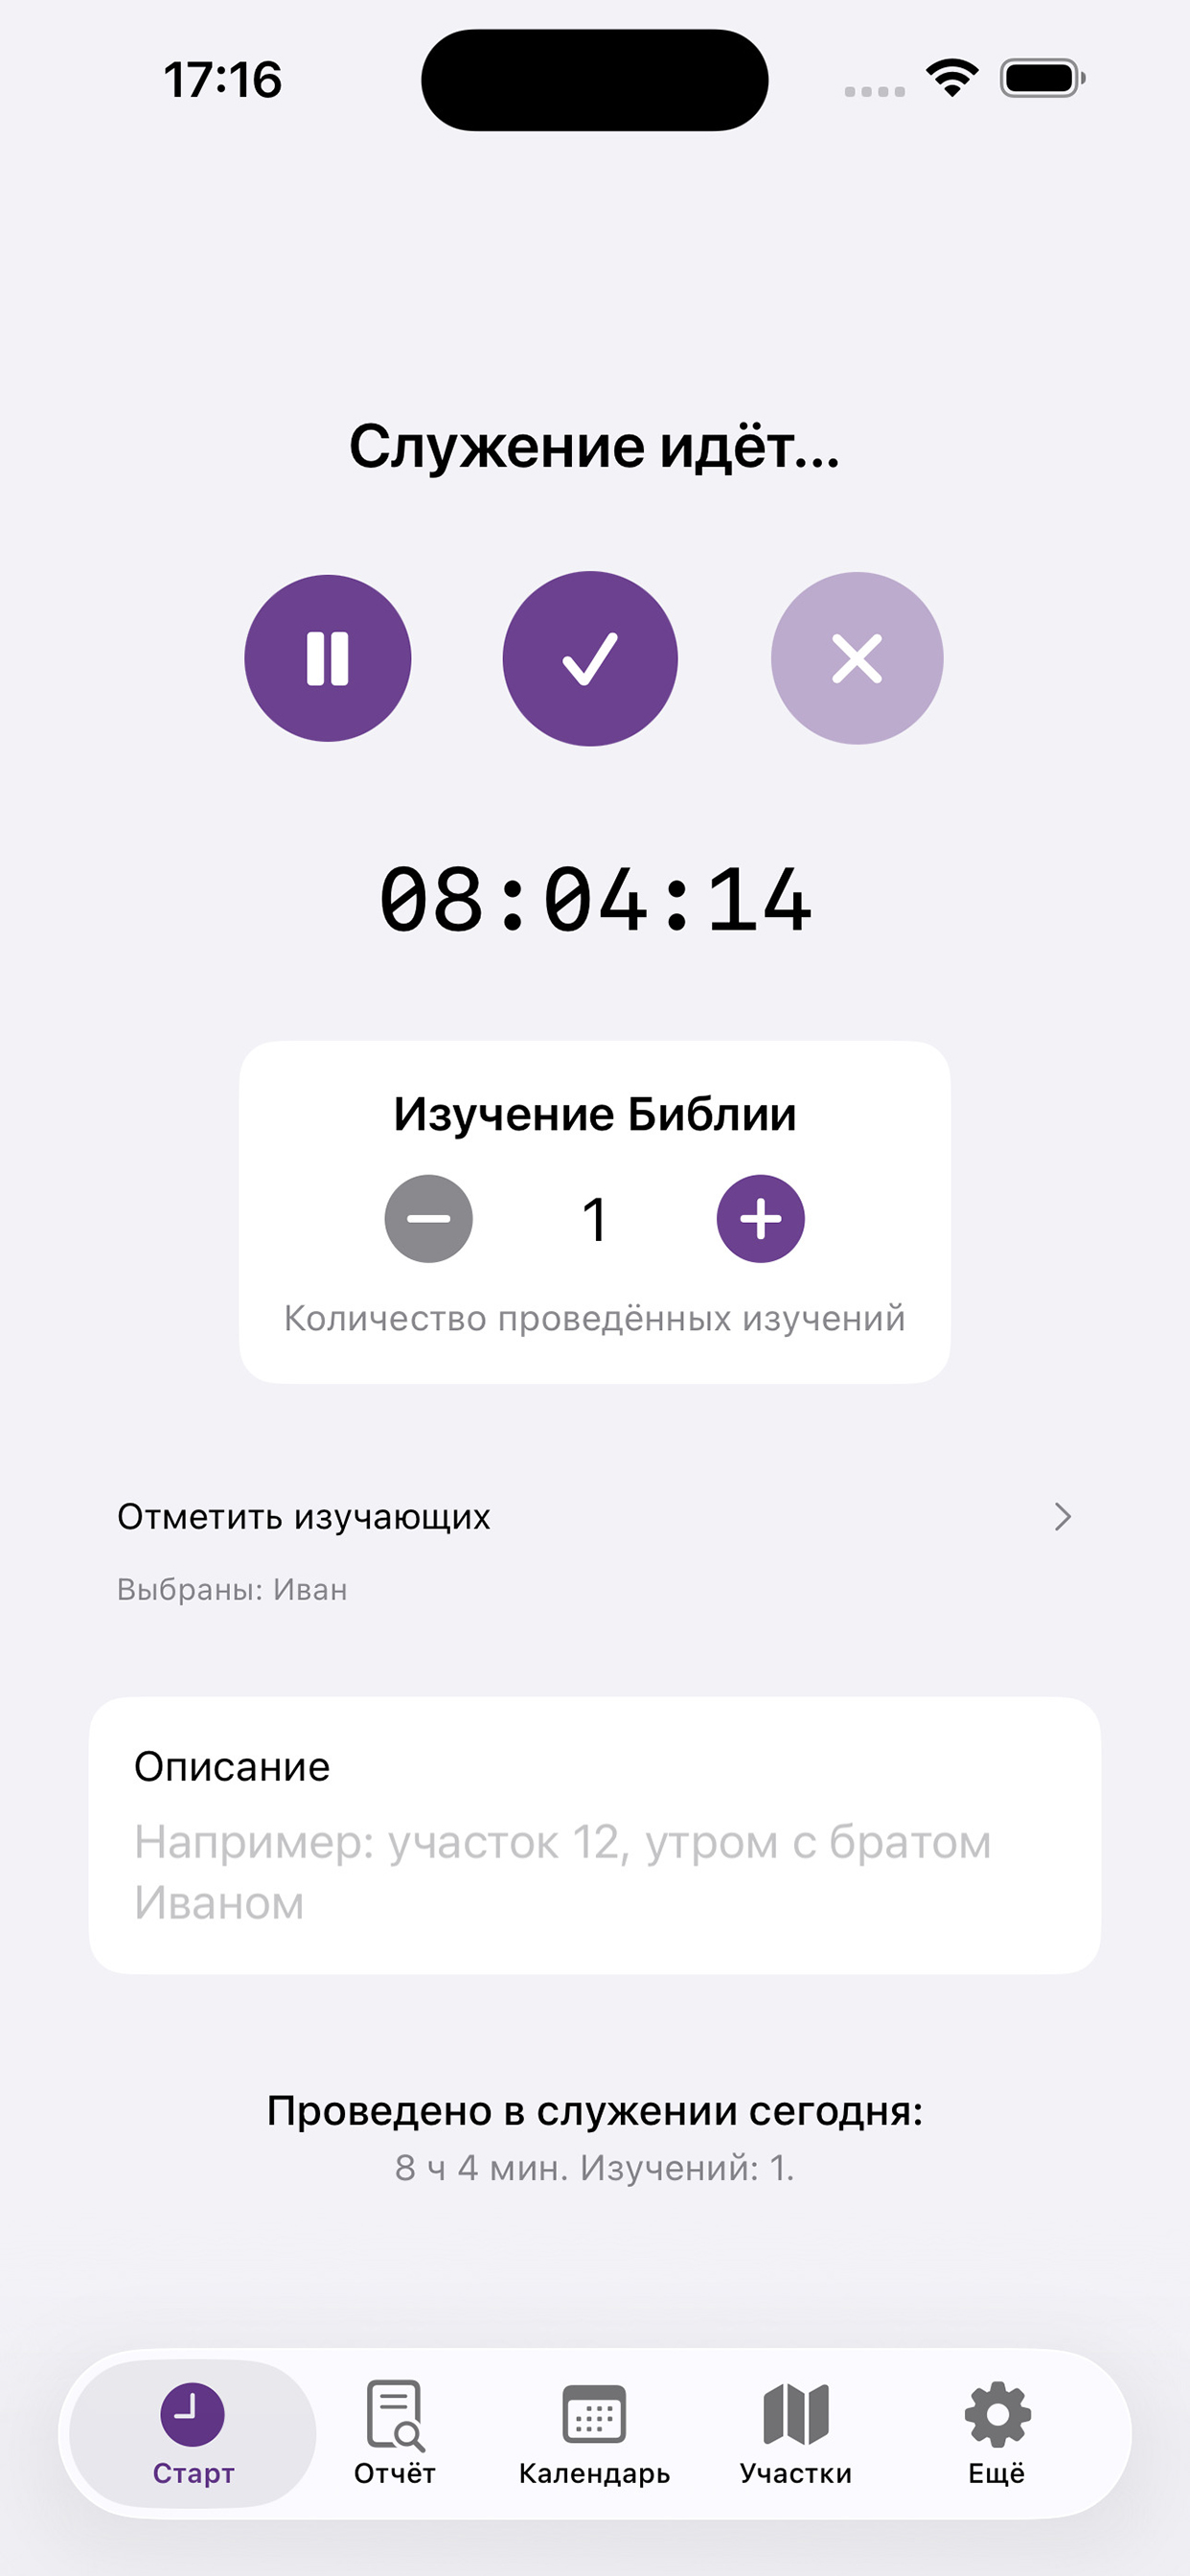 17:16
Служение идёт...
08:04:14
Изучение Библии
1
Количество проведённых изучений
Отметить изучающих
Выбраны: Иван
Описание
Например: участок 12, утром с братом
Иваном
Проведено в служении сегодня:
8 ч 4 мин. Изучений: 1.
Старт
Отчёт
Календарь
Участки
Ещё